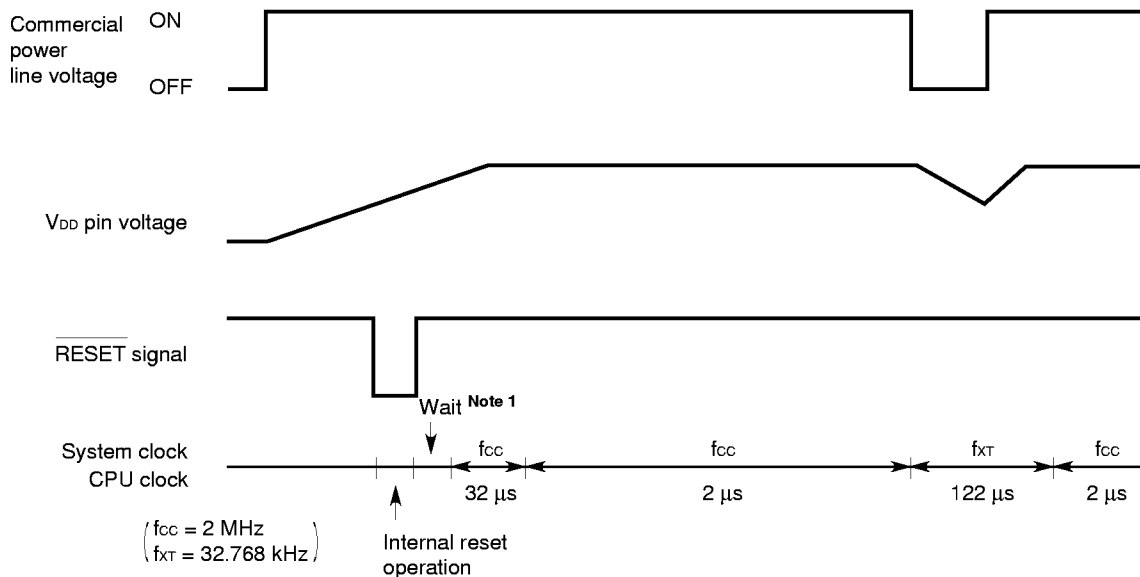 Commercial
power
line voltage
ON
OFF
VDD pin voltage
RESET signal
Wait Note 1
System clock
CPU clock
fCC
fCC
fXT
fCC
32 µs
2 µs
122 µs
2 µs
fCC = 2 MHz
fXT = 32.768 kHz
Internal reset
operation